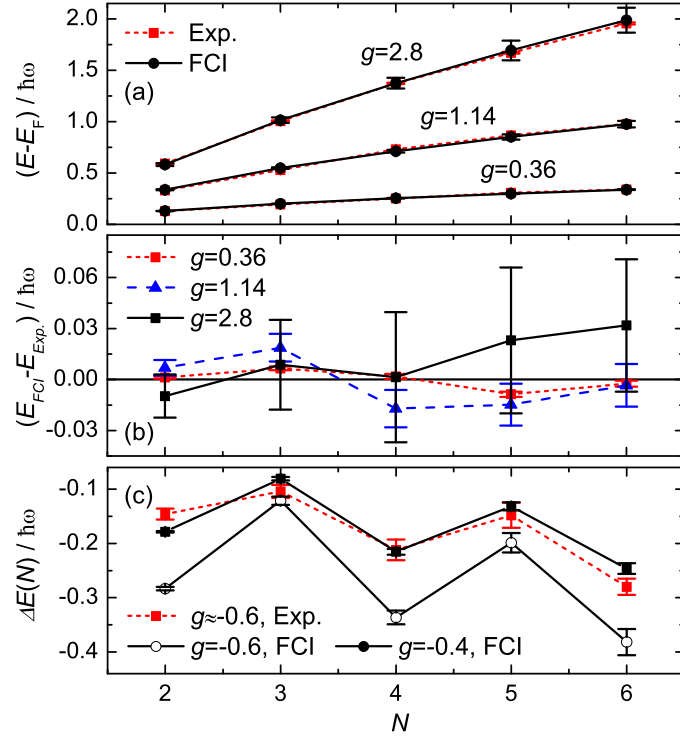 2.0
1.5
1.0
0.5
0.0
(E-E_F) / ħω
Exp.
FCI
(a)
g=2.8
g=1.14
g=0.36
0.06
0.03
0.00
-0.03
(E_FCI-E_Exp.) / ħω
g=0.36
g=1.14
g=2.8
(b)
-0.1
-0.2
-0.3
-0.4
ΔE(N) / ħω
(c)
g≈-0.6, Exp.
g=-0.6, FCI
g=-0.4, FCI
2 3 4 5 6
N